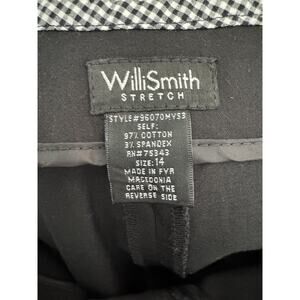 WilliSmith
STRETCH
STYLE#96070MYS3
SELF:
97% COTTON
3% SPANDEX
RN#75343
SIZE: 14
MADE IN FYR
MACEDONIA
CARE ON THE
REVERSE SIDE